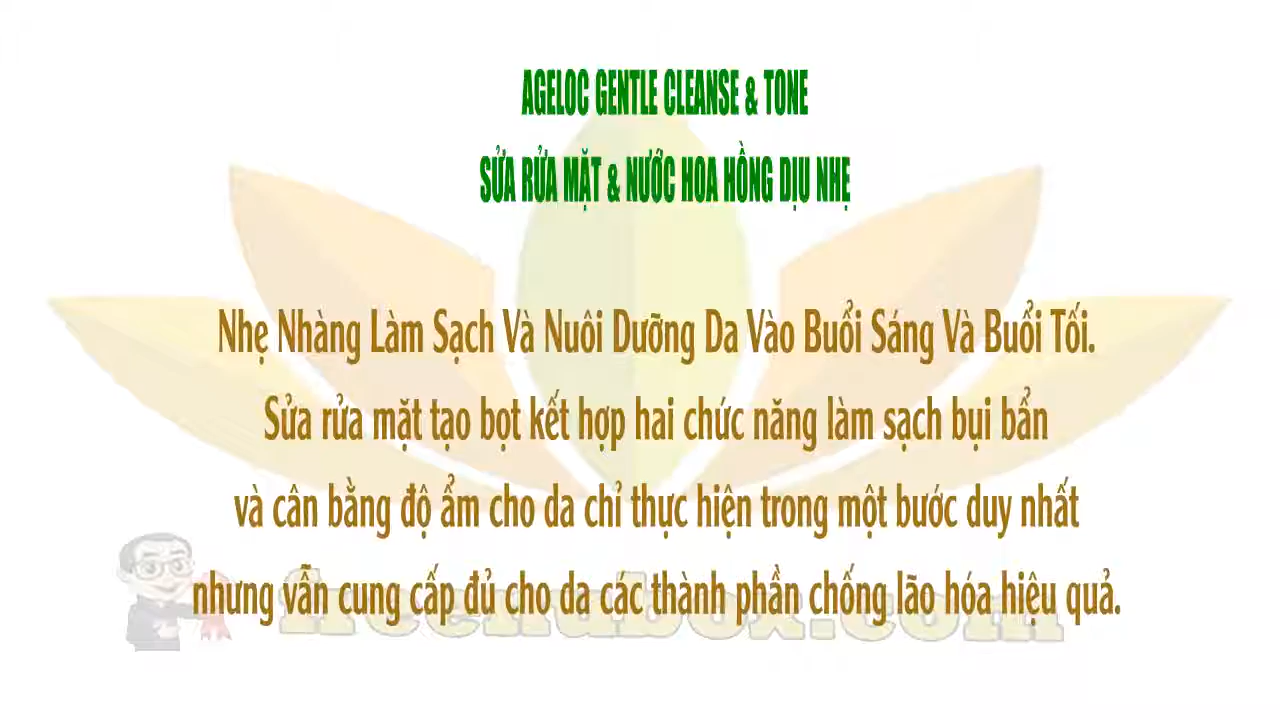 AGELOC GENTLE CLEANSE & TONE
SỬA RỬA MẶT & NƯỚC HOA HỒNG DỊU NHẸ
Nhẹ Nhàng Làm Sạch Và Nuôi Dưỡng Da Vào Buổi Sáng Và Buổi Tối.
Sửa rửa mặt tạo bọt kết hợp hai chức năng làm sạch bụi bẩn
và cân bằng độ ẩm cho da chỉ thực hiện trong một bước duy nhất
nhưng vẫn cung cấp đủ cho da các thành phần chống lão hóa hiệu quả.